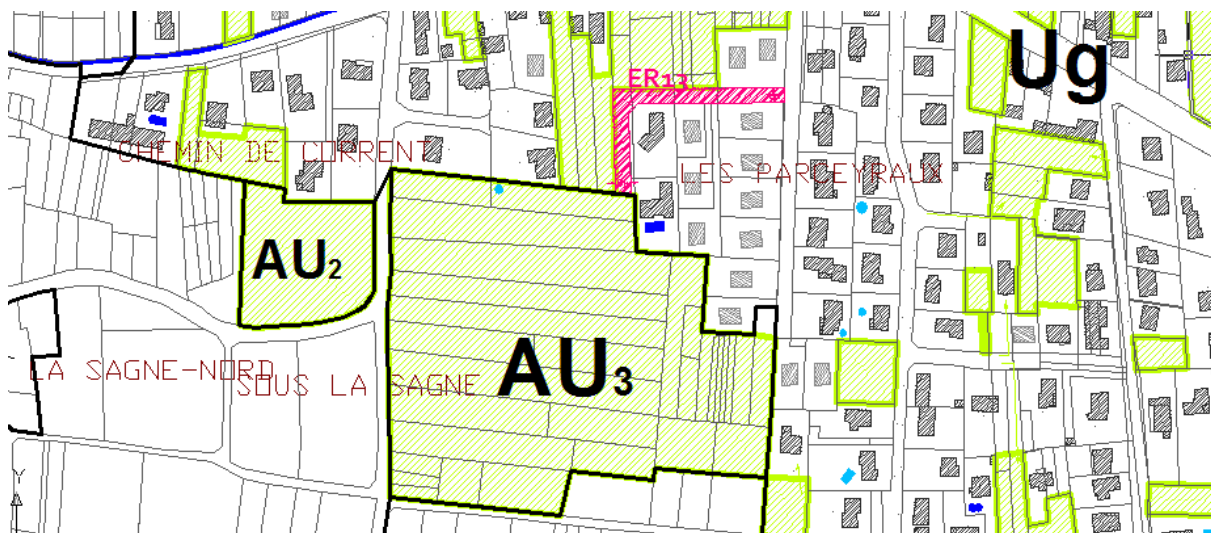 Ug
ER13
CHEMIN DE CORRENT
LES PARCEYRAUX
AU2
AU3
LA SAGNE-NORD
SOUS LA SAGNE
Y